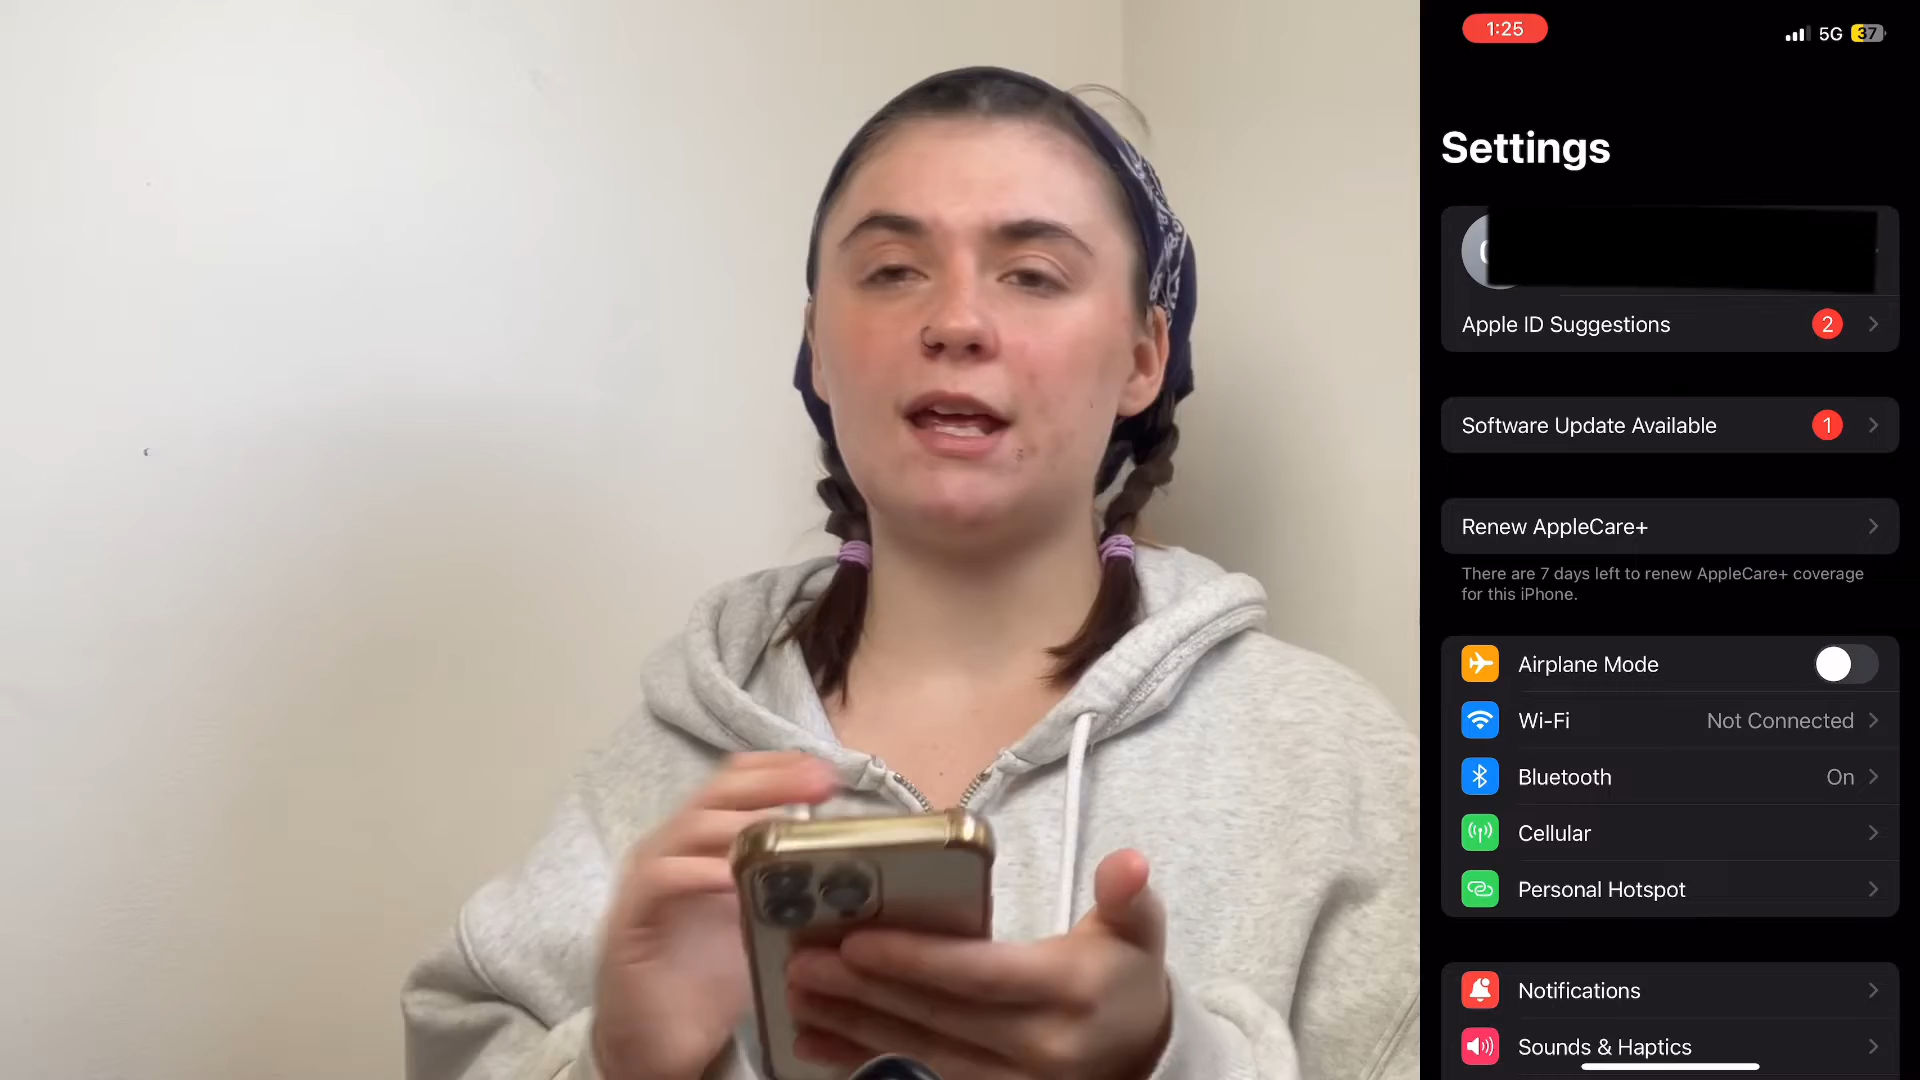 1:25
5G
37
Settings
Apple ID Suggestions
2
Software Update Available
1
Renew AppleCare+
There are 7 days left to renew AppleCare+ coverage
for this iPhone.
Airplane Mode
Wi-Fi
Not Connected
Bluetooth
On
Cellular
Personal Hotspot
Notifications
Sounds & Haptics